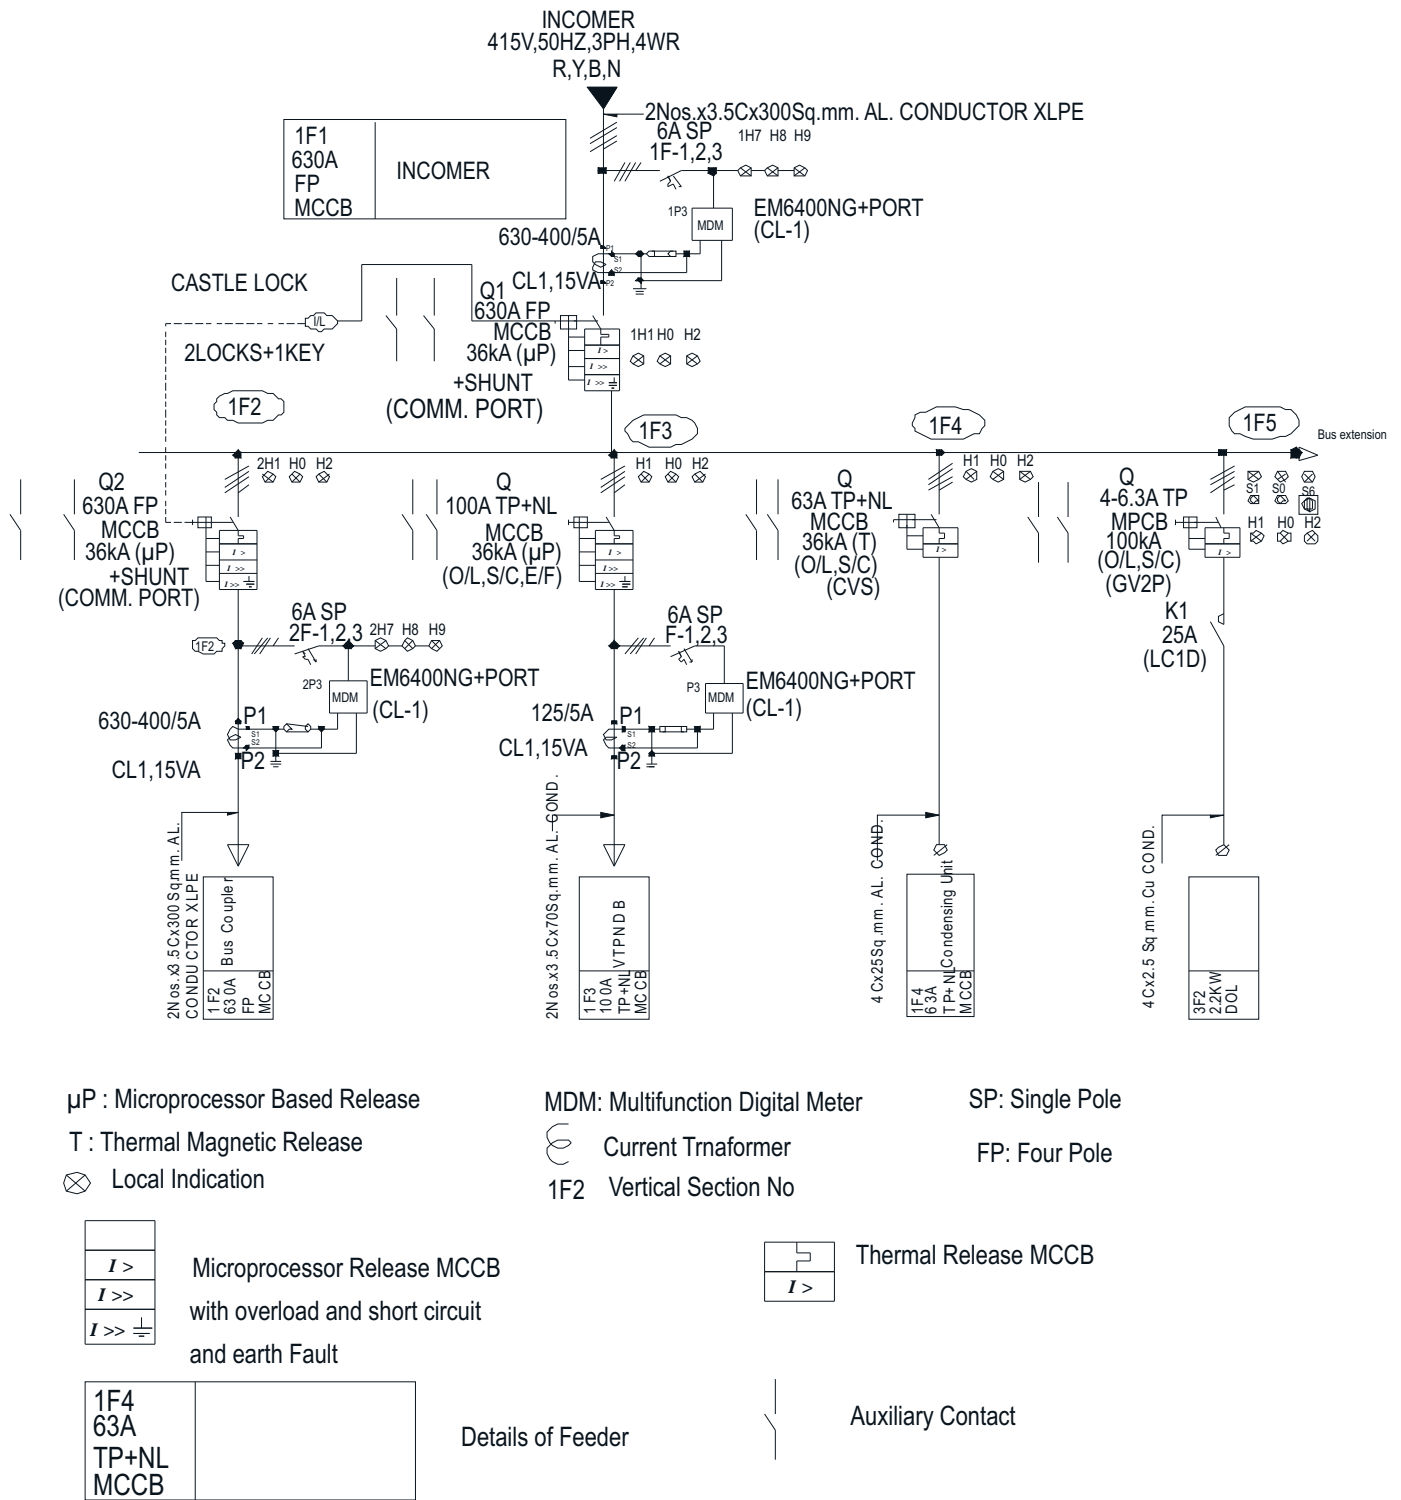 INCOMER
415V,50HZ,3PH,4WR
R,Y,B,N
2Nos.x3.5Cx300Sq.mm. AL. CONDUCTOR XLPE
6A SP
1F-1,2,3
1H7 H8 H9
1F1
630A
FP
MCCB
INCOMER
1P3
MDM
EM6400NG+PORT
(CL-1)
630-400/5A
P1
S1
S2
P2
CL1,15VA
CASTLE LOCK
I/L
2LOCKS+1KEY
Q1
630A FP
MCCB
36kA (µP)
+SHUNT
(COMM. PORT)
I >
I >>
I >>
1H1 H0 H2
1F2
1F3
1F4
1F5
Bus extension
Q2
630A FP
MCCB
36kA (µP)
+SHUNT
(COMM. PORT)
2H1 H0 H2
I >
I >>
I >>
Q
100A TP+NL
MCCB
36kA (µP)
(O/L,S/C,E/F)
H1 H0 H2
I >
I >>
I >>
Q
63A TP+NL
MCCB
36kA (T)
(O/L,S/C)
(CVS)
H1 H0 H2
I >
Q
4-6.3A TP
MPCB
100kA
(O/L,S/C)
(GV2P)
S1 S0 S6
H1 H0 H2
I >
K1
25A
(LC1D)
1F2
6A SP
2F-1,2,3
2H7 H8 H9
2P3
MDM
EM6400NG+PORT
(CL-1)
630-400/5A
P1
S1
S2
P2
CL1,15VA
6A SP
F-1,2,3
P3
MDM
EM6400NG+PORT
(CL-1)
125/5A
P1
S1
S2
P2
CL1,15VA
2Nos.x3.5Cx300Sq.mm. AL.
CONDUCTOR XLPE
Bus Coupler
1F2
630A
FP
MCCB
2Nos.x3.5Cx70Sq.mm. AL. COND.
VTPNDB
1F3
100A
TP+NL
MCCB
4Cx25Sq.mm. AL. COND.
Condensing Unit
1F4
63A
TP+NL
MCCB
4Cx2.5 Sq.mm.Cu COND.
3F2
2.2KW
DOL
µP : Microprocessor Based Release
MDM: Multifunction Digital Meter
SP: Single Pole
T : Thermal Magnetic Release
Current Trnaformer
FP: Four Pole
Local Indication
1F2 Vertical Section No
I >
I >>
I >>
Microprocessor Release MCCB
with overload and short circuit
and earth Fault
I >
Thermal Release MCCB
1F4
63A
TP+NL
MCCB
Details of Feeder
Auxiliary Contact